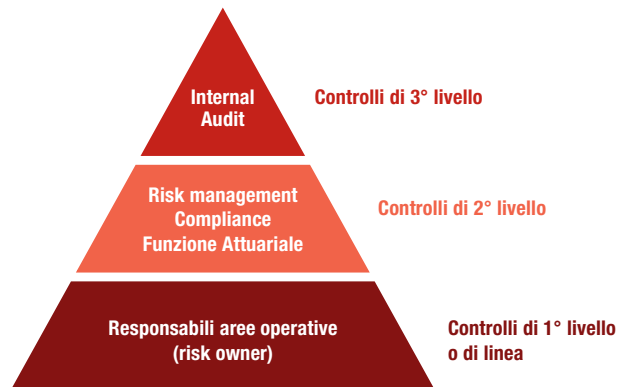 Internal
Audit
Controlli di 3° livello
Risk management
Compliance
Funzione Attuariale
Controlli di 2° livello
Responsabili aree operative
(risk owner)
Controlli di 1° livello
o di linea